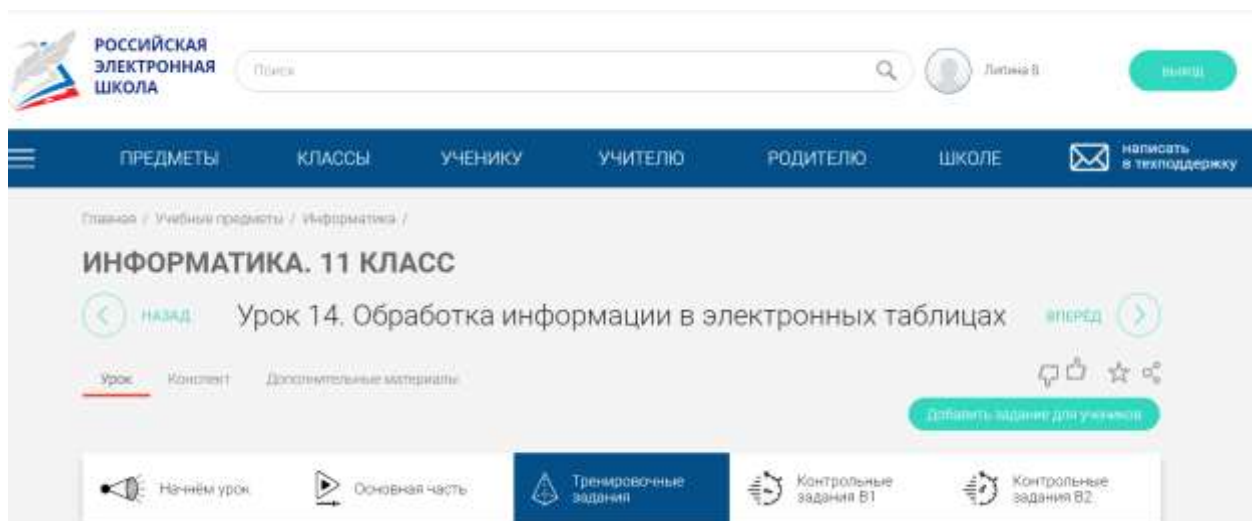 РОССИЙСКАЯ
ЭЛЕКТРОННАЯ
ШКОЛА
Поиск
Липина В
ВЫХОД
ПРЕДМЕТЫ КЛАССЫ УЧЕНИКУ УЧИТЕЛЮ РОДИТЕЛЮ ШКОЛЕ
написать
в техподдержку
Главная / Учебные предметы / Информатика /
ИНФОРМАТИКА. 11 КЛАСС
НАЗАД Урок 14. Обработка информации в электронных таблицах ВПЕРЁД
Урок Конспект Дополнительные материалы
Добавить задание для учеников
Начнём урок
Основная часть
Тренировочные
задания
Контрольные
задания В1
Контрольные
задания В2